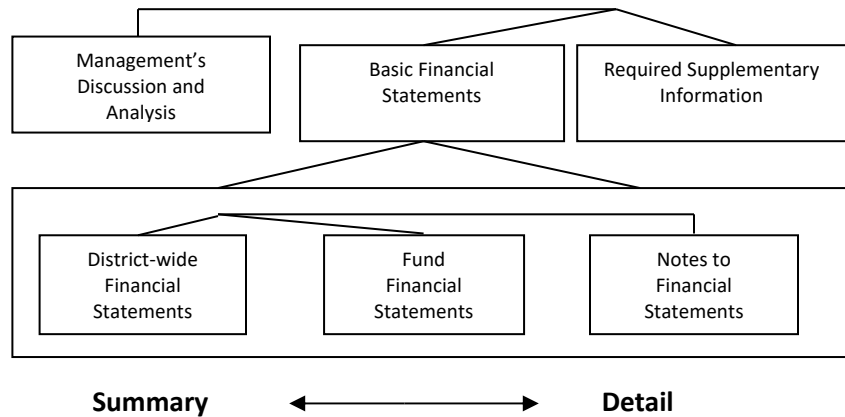 Management’s
Discussion and
Analysis
Basic Financial
Statements
Required Supplementary
Information
District-wide
Financial
Statements
Fund
Financial
Statements
Notes to
Financial
Statements
Summary
Detail